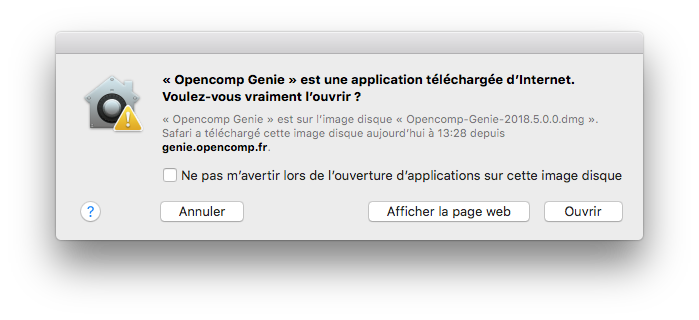 « Opencomp Genie » est une application téléchargée d’Internet.
Voulez-vous vraiment l’ouvrir ?
« Opencomp Genie » est sur l’image disque « Opencomp-Genie-2018.5.0.0.dmg ».
Safari a téléchargé cette image disque aujourd’hui à 13:28 depuis
genie.opencomp.fr.
Ne pas m’avertir lors de l’ouverture d’applications sur cette image disque
?
Annuler
Afficher la page web
Ouvrir